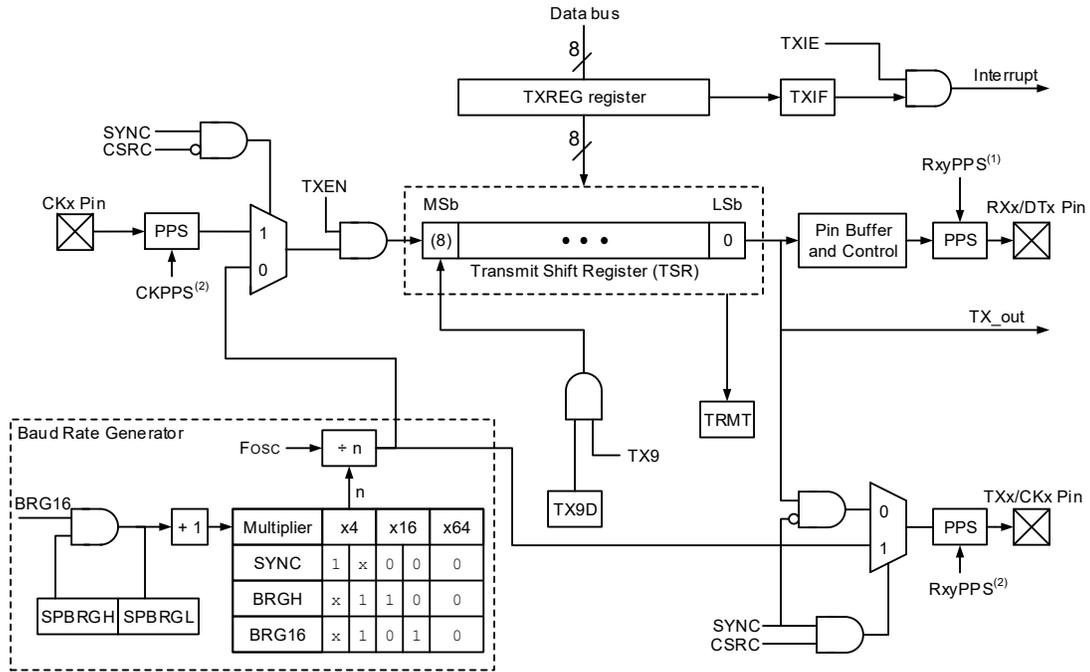 Data bus
8
TXIE
TXREG register
TXIF
Interrupt
8
SYNC
CSRC
RxyPPS(1)
TXEN
MSb
LSb
CKx Pin
RXx/DTx Pin
PPS
1
(8)
• • •
0
Pin Buffer
and Control
PPS
0
Transmit Shift Register (TSR)
CKPPS(2)
TX_out
TRMT
Baud Rate Generator
FOSC
÷ n
TX9
n
TX9D
TXx/CKx Pin
BRG16
+ 1
Multiplier x4 x16 x64
0
PPS
1
SYNC 1 x 0 0 0
BRGH x 1 1 0 0
RxyPPS(2)
SPBRGH SPBRGL
BRG16 x 1 0 1 0
SYNC
CSRC